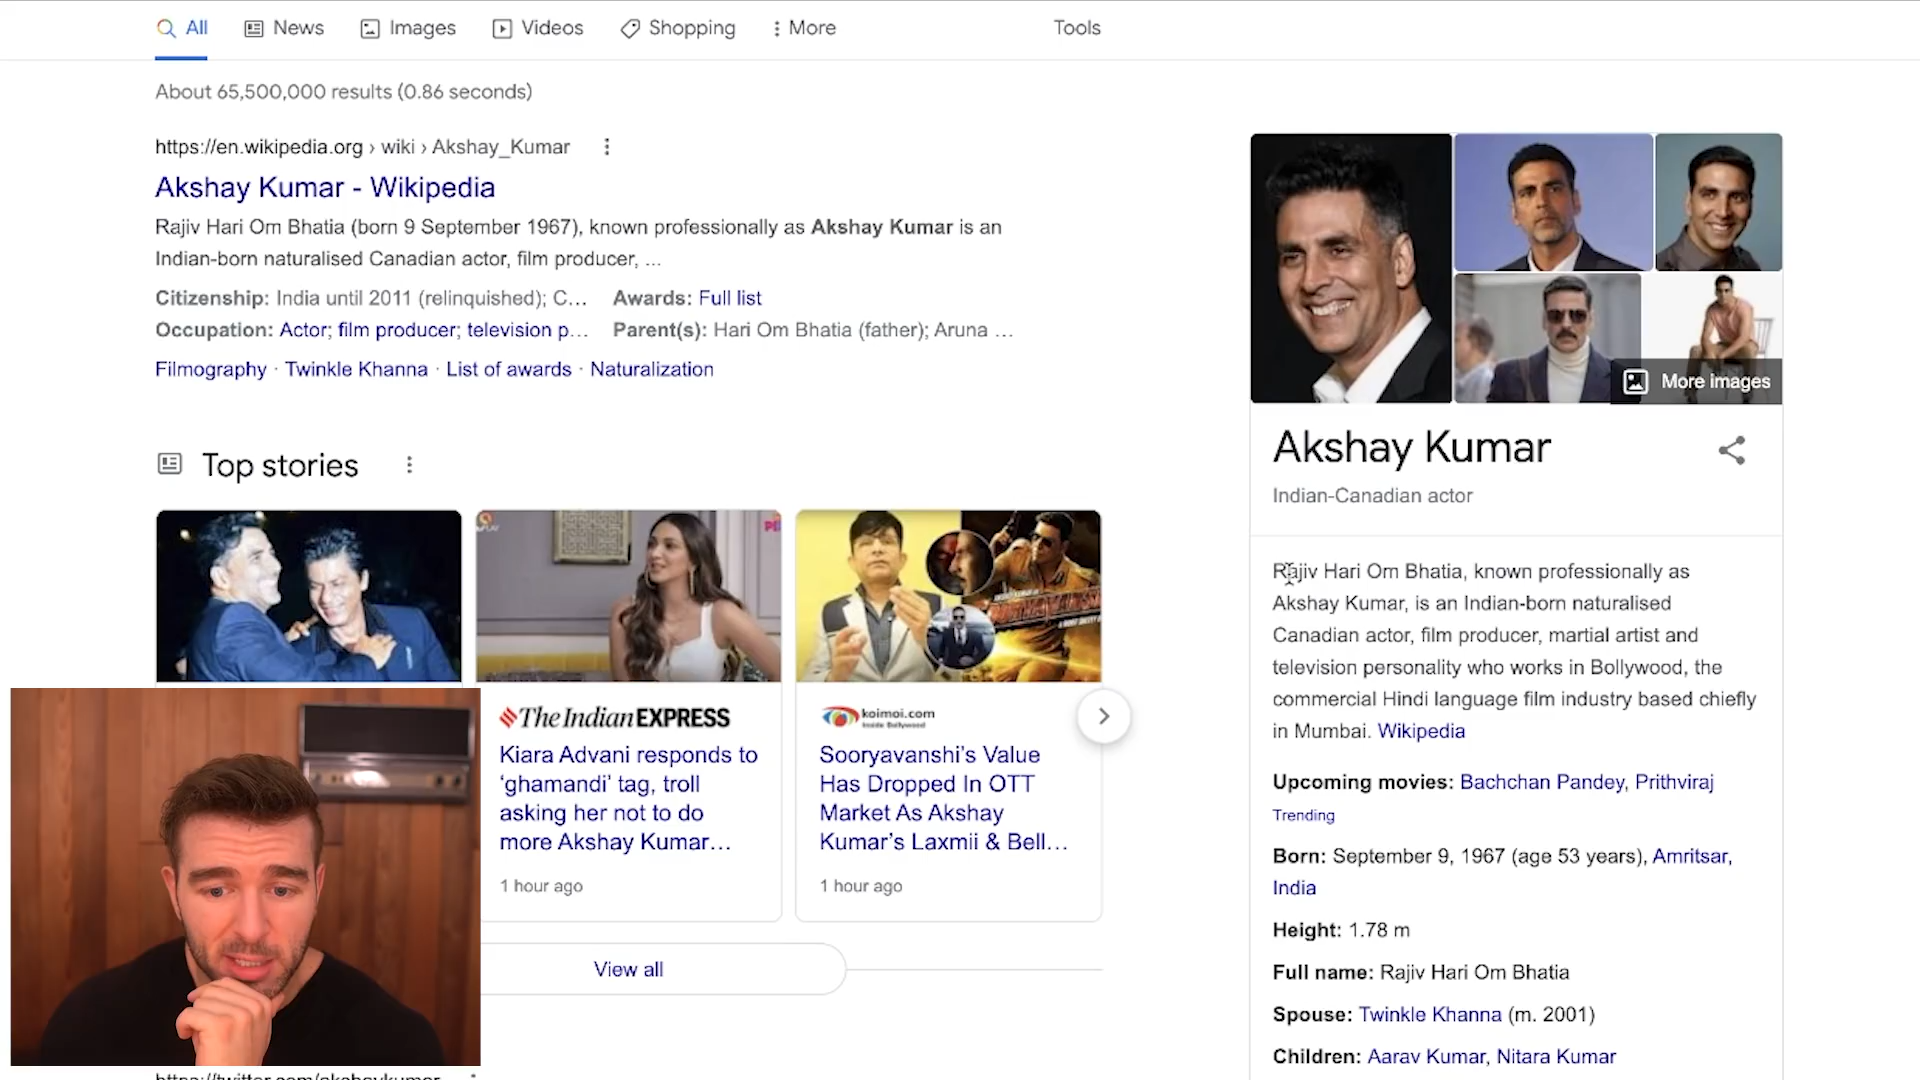 All News Images Videos Shopping More Tools
About 65,500,000 results (0.86 seconds)
https://en.wikipedia.org › wiki › Akshay_Kumar
Akshay Kumar - Wikipedia
Rajiv Hari Om Bhatia (born 9 September 1967), known professionally as Akshay Kumar is an
Indian-born naturalised Canadian actor, film producer, ...
Citizenship: India until 2011 (relinquished); C... Awards: Full list
Occupation: Actor; film producer; television p... Parent(s): Hari Om Bhatia (father); Aruna ...
Filmography · Twinkle Khanna · List of awards · Naturalization
Top stories
The Indian EXPRESS
Kiara Advani responds to
‘ghamandi’ tag, troll
asking her not to do
more Akshay Kumar...
1 hour ago
koimoi.com
Inside Bollywood
Sooryavanshi’s Value
Has Dropped In OTT
Market As Akshay
Kumar’s Laxmii & Bell...
1 hour ago
View all
https://twitter.com/akshaykumar
More images
Akshay Kumar
Indian-Canadian actor
Rajiv Hari Om Bhatia, known professionally as
Akshay Kumar, is an Indian-born naturalised
Canadian actor, film producer, martial artist and
television personality who works in Bollywood, the
commercial Hindi language film industry based chiefly
in Mumbai. Wikipedia
Upcoming movies: Bachchan Pandey, Prithviraj
Trending
Born: September 9, 1967 (age 53 years), Amritsar,
India
Height: 1.78 m
Full name: Rajiv Hari Om Bhatia
Spouse: Twinkle Khanna (m. 2001)
Children: Aarav Kumar, Nitara Kumar